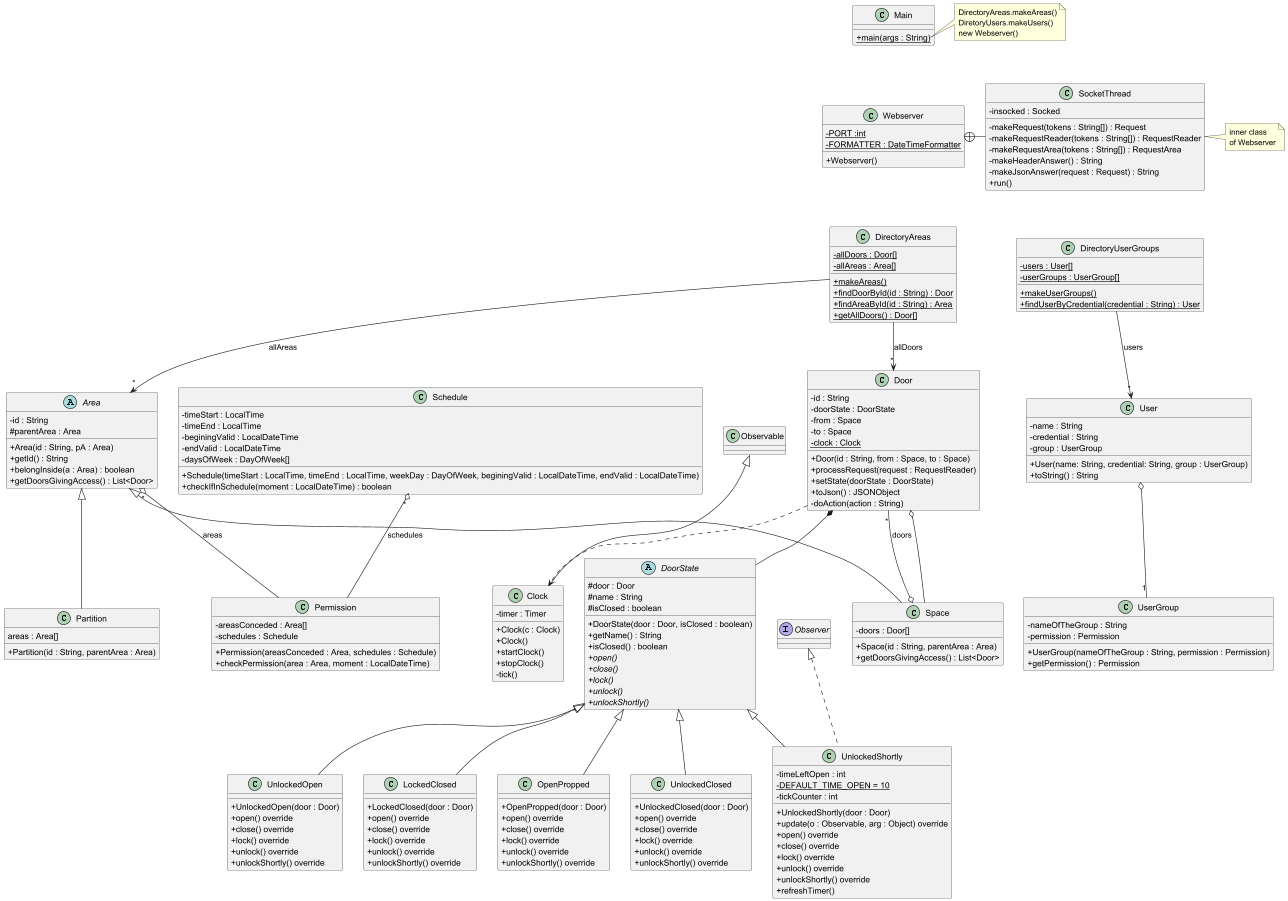 C Main
+main(args : String)
DirectoryAreas.makeAreas()
DiretoryUsers.makeUsers()
new Webserver()
C Webserver
-PORT :int
-FORMATTER : DateTimeFormatter
+Webserver()
C SocketThread
-insocked : Socked
-makeRequest(tokens : String[]) : Request
-makeRequestReader(tokens : String[]) : RequestReader
-makeRequestArea(tokens : String[]) : RequestArea
-makeHeaderAnswer() : String
-makeJsonAnswer(request : Request) : String
+run()
inner class
of Webserver
C DirectoryAreas
-allDoors : Door[]
-allAreas : Area[]
+makeAreas()
+findDoorById(id : String) : Door
+findAreaById(id : String) : Area
+getAllDoors() : Door[]
C DirectoryUserGroups
-users : User[]
-userGroups : UserGroup[]
+makeUserGroups()
+findUserByCredential(credential : String) : User
allAreas
*
allDoors
*
users
*
A Area
-id : String
#parentArea : Area
+Area(id : String, pA : Area)
+getId() : String
+belongInside(a : Area) : boolean
+getDoorsGivingAccess() : List<Door>
C Schedule
-timeStart : LocalTime
-timeEnd : LocalTime
-beginingValid : LocalDateTime
-endValid : LocalDateTime
-daysOfWeek : DayOfWeek[]
+Schedule(timeStart : LocalTime, timeEnd : LocalTime, weekDay : DayOfWeek, beginingValid : LocalDateTime, endValid : LocalDateTime)
+checkIfInSchedule(moment : LocalDateTime) : boolean
C Observable
C Door
-id : String
-doorState : DoorState
-from : Space
-to : Space
-clock : Clock
+Door(id : String, from : Space, to : Space)
+processRequest(request : RequestReader)
+setState(doorState : DoorState)
+toJson() : JSONObject
-doAction(action : String)
C User
-name : String
-credential : String
-group : UserGroup
+User(name: String, credential: String, group : UserGroup)
+toString() : String
*
areas
*
schedules
*
doors
1
C Partition
areas : Area[]
+Partition(id : String, parentArea : Area)
C Permission
-areasConceded : Area[]
-schedules : Schedule
+Permission(areasConceded : Area, schedules : Schedule)
+checkPermission(area : Area, moment : LocalDateTime)
C Clock
-timer : Timer
+Clock(c : Clock)
+Clock()
+startClock()
+stopClock()
-tick()
A DoorState
#door : Door
#name : String
#isClosed : boolean
+DoorState(door : Door, isClosed : boolean)
+getName() : String
+isClosed() : boolean
+open()
+close()
+lock()
+unlock()
+unlockShortly()
I Observer
C Space
-doors : Door[]
+Space(id : String, parentArea : Area)
+getDoorsGivingAccess() : List<Door>
C UserGroup
-nameOfTheGroup : String
-permission : Permission
+UserGroup(nameOfTheGroup : String, permission : Permission)
+getPermission() : Permission
C UnlockedOpen
+UnlockedOpen(door : Door)
+open() override
+close() override
+lock() override
+unlock() override
+unlockShortly() override
C LockedClosed
+LockedClosed(door : Door)
+open() override
+close() override
+lock() override
+unlock() override
+unlockShortly() override
C OpenPropped
+OpenPropped(door : Door)
+open() override
+close() override
+lock() override
+unlock() override
+unlockShortly() override
C UnlockedClosed
+UnlockedClosed(door : Door)
+open() override
+close() override
+lock() override
+unlock() override
+unlockShortly() override
C UnlockedShortly
-timeLeftOpen : int
-DEFAULT_TIME_OPEN = 10
-tickCounter : int
+UnlockedShortly(door : Door)
+update(o : Observable, arg : Object) override
+open() override
+close() override
+lock() override
+unlock() override
+unlockShortly() override
+refreshTimer()